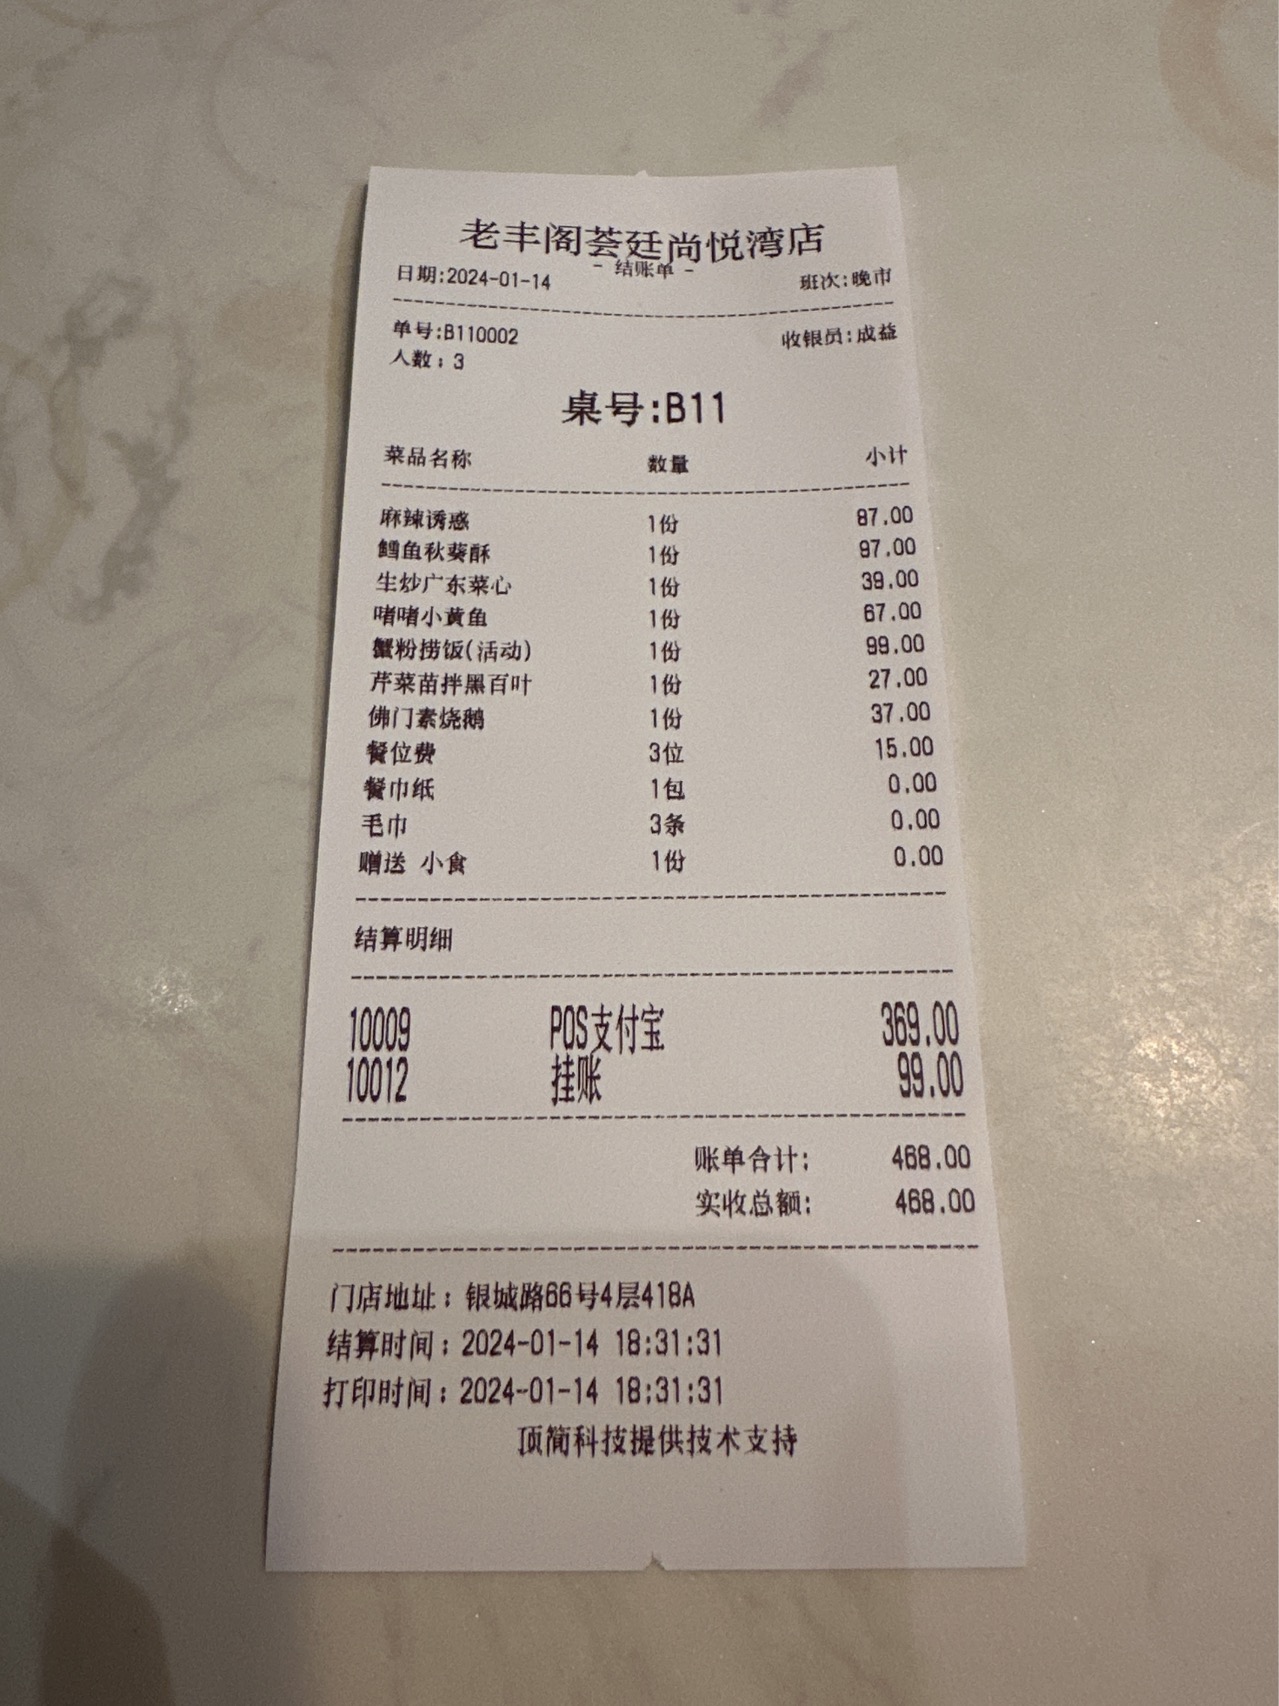 老丰阁荟廷尚悦湾店
- 结账单 -
日期:2024-01-14 班次:晚市
单号:B110002 收银员:成益
人数：3
桌号:B11
菜品名称 数量 小计
麻辣诱惑 1份 87.00
鳕鱼秋葵酥 1份 97.00
生炒广东菜心 1份 39.00
啫啫小黄鱼 1份 67.00
蟹粉捞饭(活动) 1份 99.00
芹菜苗拌黑百叶 1份 27.00
佛门素烧鹅 1份 37.00
餐位费 3位 15.00
餐巾纸 1包 0.00
毛巾 3条 0.00
赠送 小食 1份 0.00
结算明细
10009 POS支付宝 369.00
10012 挂账 99.00
账单合计: 468.00
实收总额: 468.00
门店地址：银城路66号4层418A
结算时间：2024-01-14 18:31:31
打印时间：2024-01-14 18:31:31
顶简科技提供技术支持